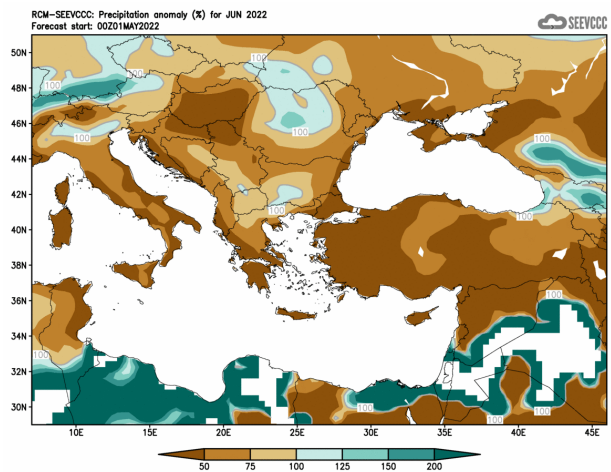 RCM-SEEVCCC: Precipitation anomaly (%) for JUN 2022
Forecast start: 00Z01MAY2022
SEEVCCC
50N
48N
46N
44N
42N
40N
38N
36N
34N
32N
30N
100
100
100
100
100
100
100
100
100
100
100
100
100
10E
15E
20E
25E
30E
35E
40E
45E
50 75 100 125 150 200